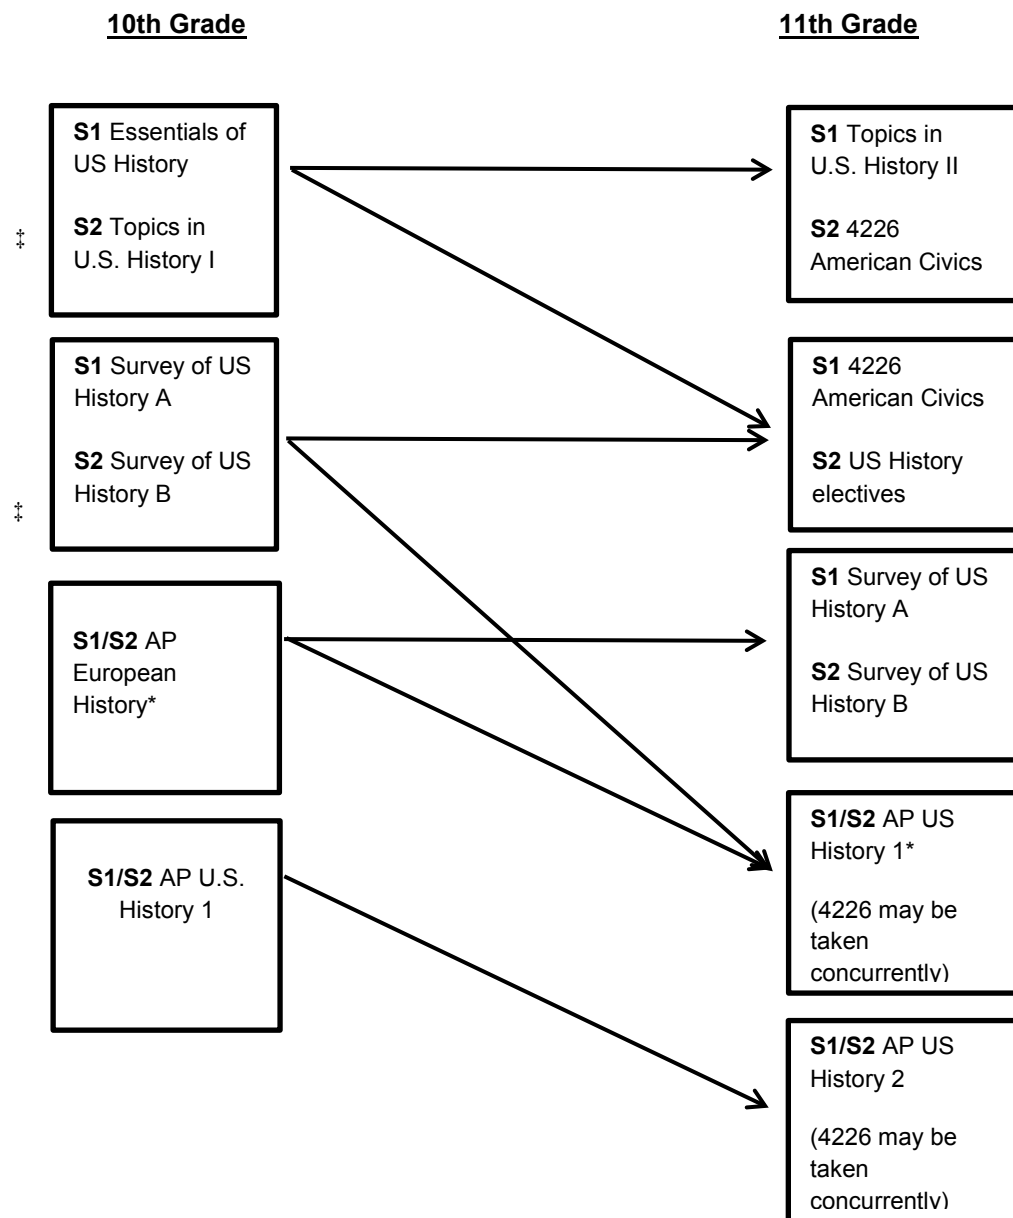 10th Grade
11th Grade
S1 Essentials of
US History
S2 Topics in
U.S. History I
‡
S1 Survey of US
History A
S2 Survey of US
History B
‡
S1/S2 AP
European
History*
S1/S2 AP U.S.
History 1
S1 Topics in
U.S. History II
S2 4226
American Civics
S1 4226
American Civics
S2 US History
electives
S1 Survey of US
History A
S2 Survey of US
History B
S1/S2 AP US
History 1*
(4226 may be
taken
concurrently)
S1/S2 AP US
History 2
(4226 may be
taken
concurrently)